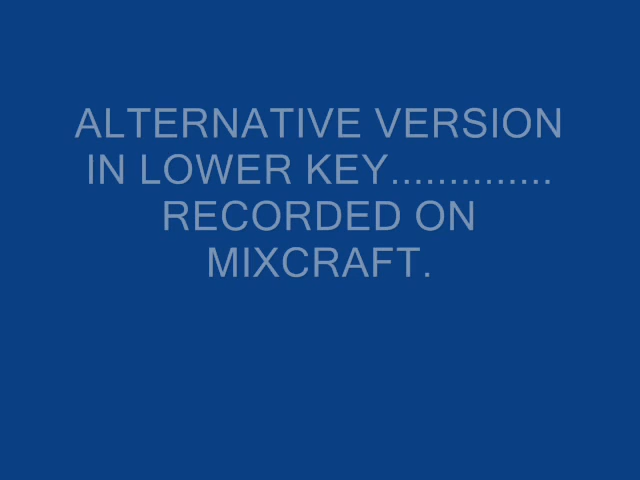 ALTERNATIVE VERSION
IN LOWER KEY..............
RECORDED ON
MIXCRAFT.